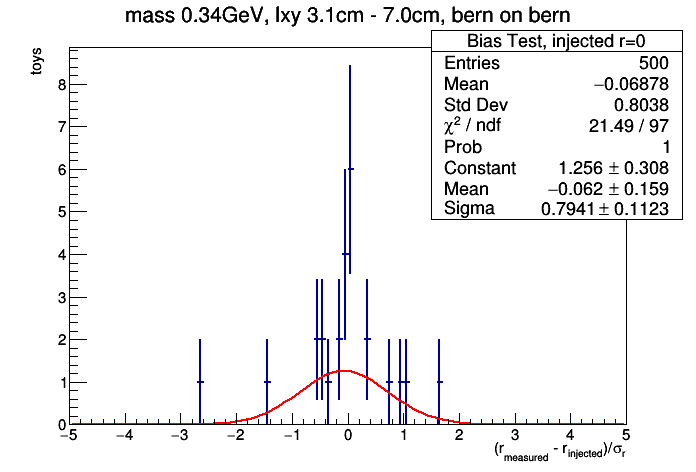 mass 0.34GeV, lxy 3.1cm - 7.0cm, bern on bern
Bias Test, injected r=0
Entries 500
Mean −0.06878
Std Dev 0.8038
χ² / ndf 21.49 / 97
Prob 1
Constant 1.256 ± 0.308
Mean −0.062 ± 0.159
Sigma 0.7941 ± 0.1123
toys
8
7
6
5
4
3
2
1
0
−5 −4 −3 −2 −1 0 1 2 3 4 5
(r_measured - r_injected)/σ_r